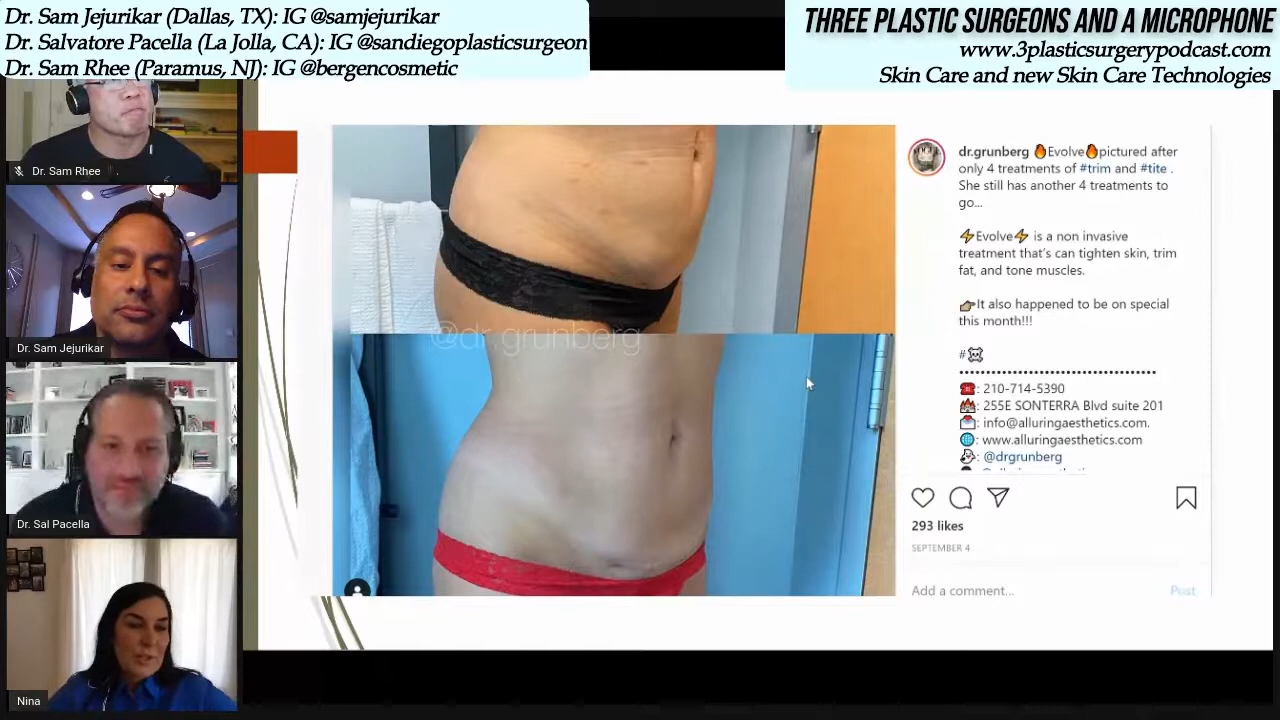 Dr. Sam Jejurikar (Dallas, TX): IG @samjejurikar
Dr. Salvatore Pacella (La Jolla, CA): IG @sandiegoplasticsurgeon
Dr. Sam Rhee (Paramus, NJ): IG @bergencosmetic
THREE PLASTIC SURGEONS AND A MICROPHONE
www.3plasticsurgerypodcast.com
Skin Care and new Skin Care Technologies
Dr. Sam Rhee
Dr. Sam Jejurikar
Dr. Sal Pacella
Nina
@dr.grunberg
dr.grunberg 🔥Evolve🔥pictured after
only 4 treatments of #trim and #tite .
She still has another 4 treatments to
go...
⚡Evolve⚡ is a non invasive
treatment that's can tighten skin, trim
fat, and tone muscles.
👉It also happened to be on special
this month!!!
#☠
••••••••••••••••••••••••••••••••••••
☎: 210-714-5390
🏘: 255E SONTERRA Blvd suite 201
📩: info@alluringaesthetics.com.
🌐: www.alluringaesthetics.com
: @drgrunberg
293 likes
SEPTEMBER 4
Add a comment...
Post